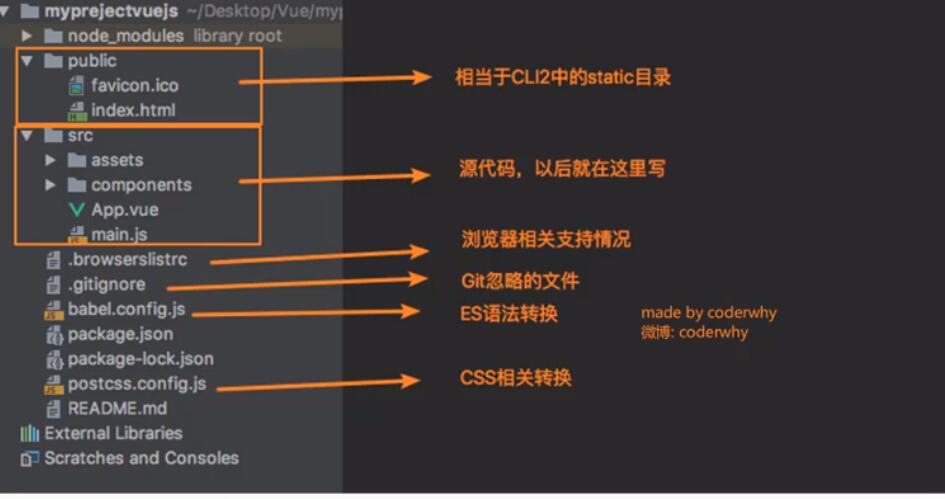 myprejectvuejs ~/Desktop/Vue/myp
node_modules library root
public
favicon.ico
相当于CLI2中的static目录
index.html
src
assets
源代码，以后就在这里写
components
App.vue
main.js
浏览器相关支持情况
.browserslistrc
.gitignore
Git忽略的文件
babel.config.js
ES语法转换
made by coderwhy
微博: coderwhy
package.json
package-lock.json
postcss.config.js
CSS相关转换
README.md
External Libraries
Scratches and Consoles